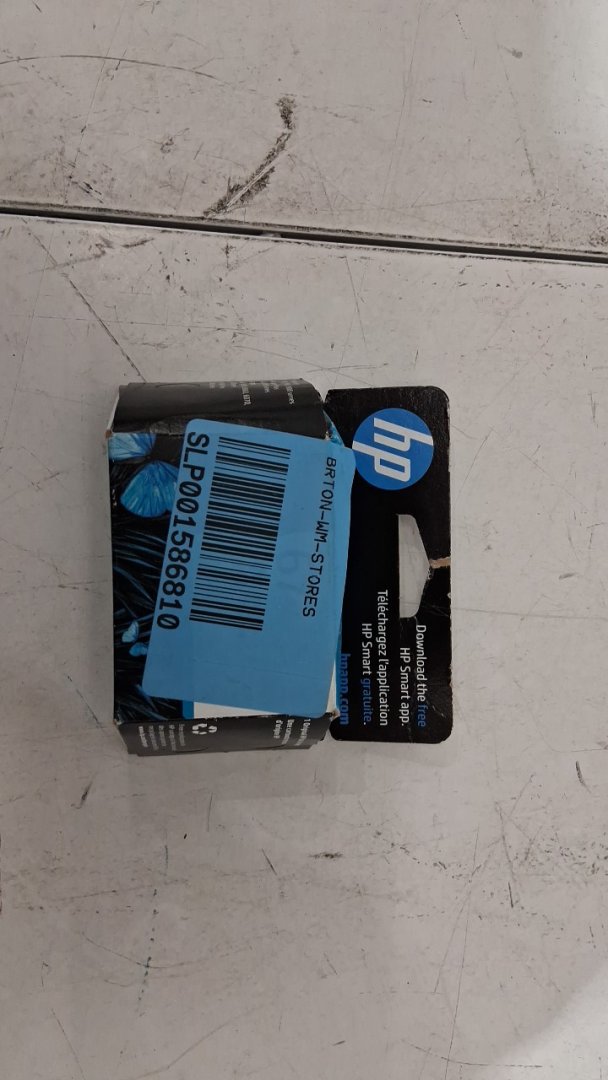 hp
Download the free
HP Smart app.
Téléchargez l'application
HP Smart gratuite.
hpapp.com
BRTON-WM-STORES
SLP001586810